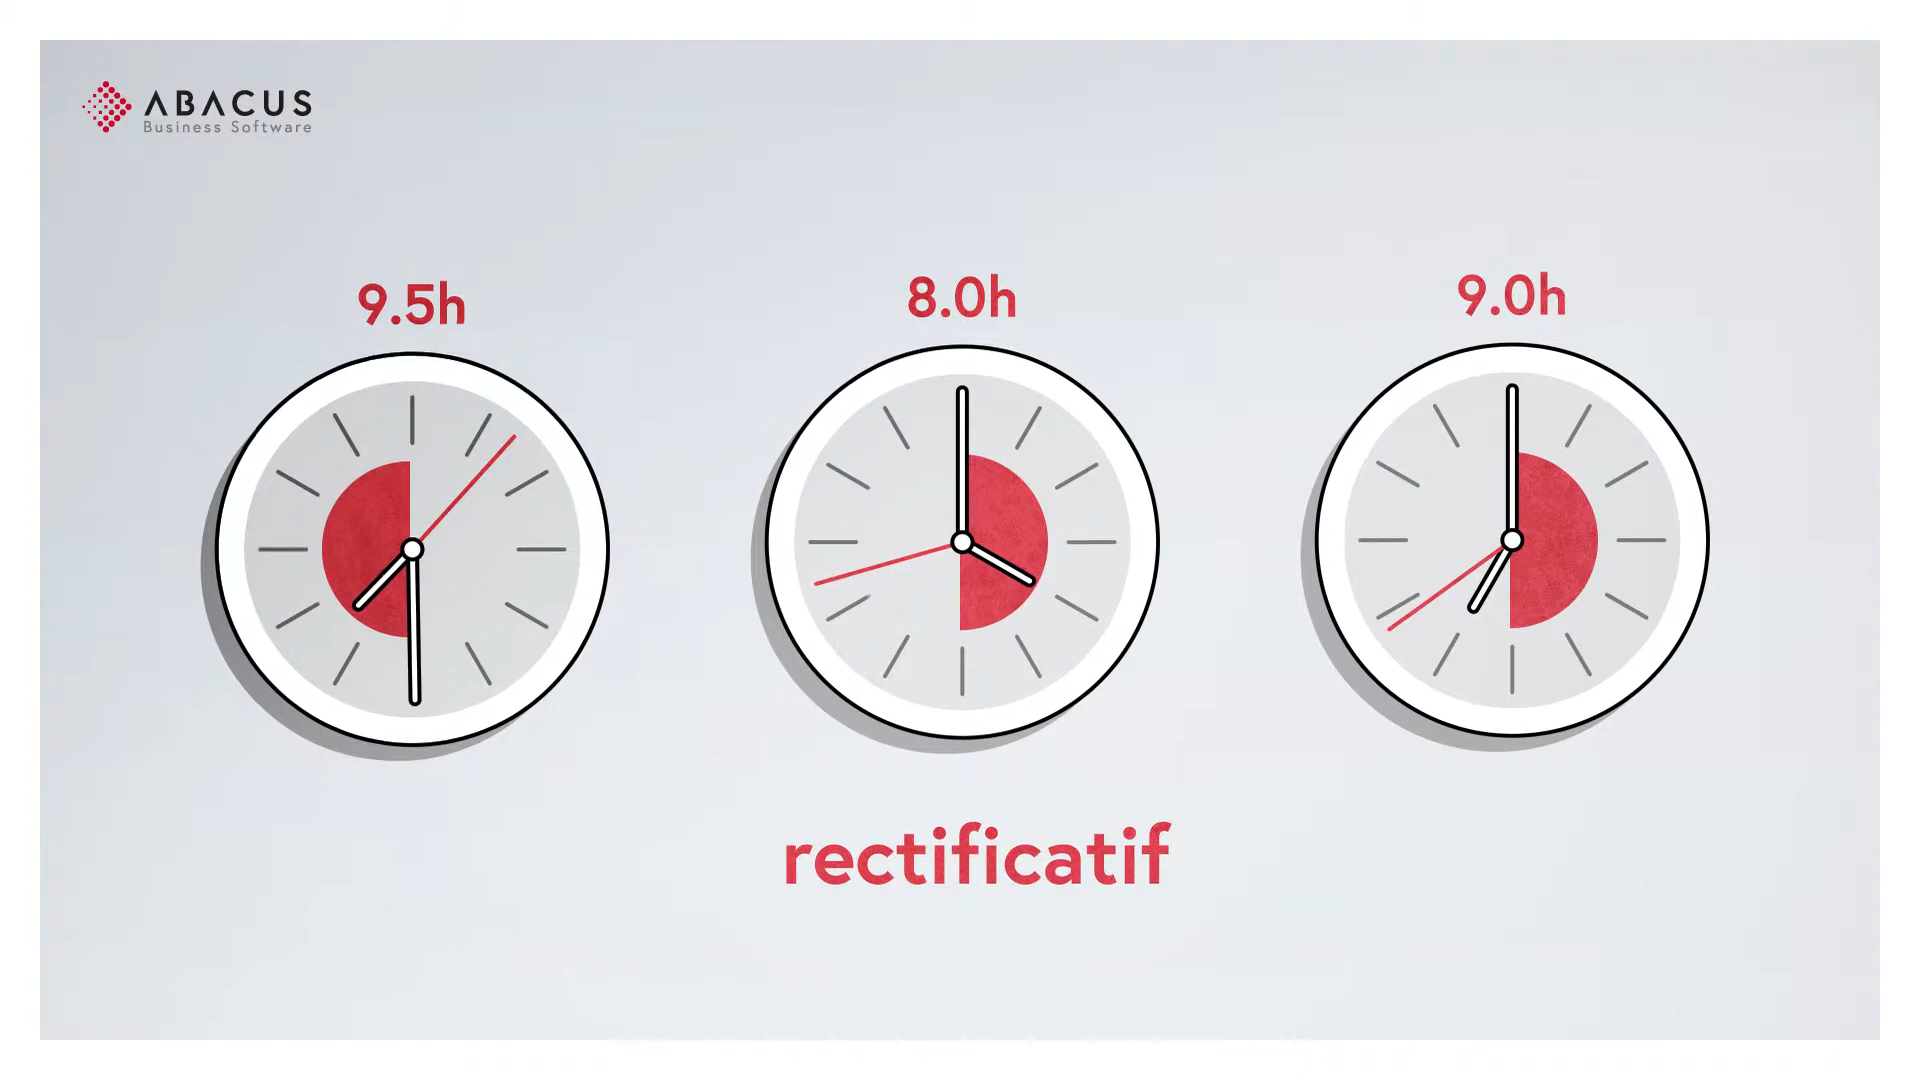 ABACUS
Business Software
9.5h
8.0h
9.0h
rectificatif